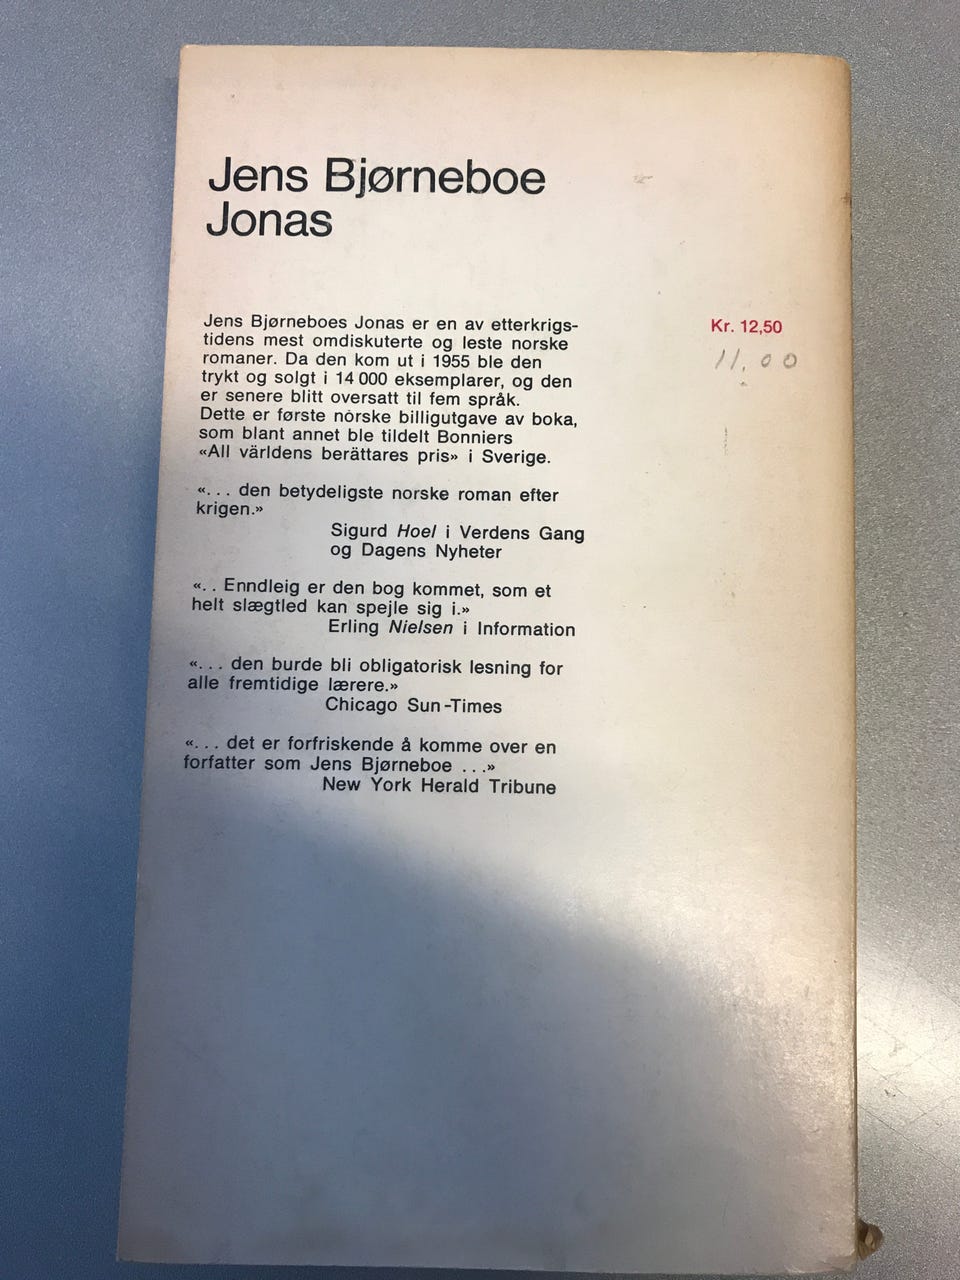 Jens Bjørneboe
Jonas
Jens Bjørneboes Jonas er en av etterkrigs-
tidens mest omdiskuterte og leste norske
romaner. Da den kom ut i 1955 ble den
trykt og solgt i 14 000 eksemplarer, og den
er senere blitt oversatt til fem språk.
Dette er første nórske billigutgave av boka,
som blant annet ble tildelt Bonniers
«All världens berättares pris» i Sverige.
Kr. 12,50
11.00
«... den betydeligste norske roman efter
krigen.»
Sigurd Hoel i Verdens Gang
og Dagens Nyheter
«.. Enndleig er den bog kommet, som et
helt slægtled kan spejle sig i.»
Erling Nielsen i Information
«... den burde bli obligatorisk lesning for
alle fremtidige lærere.»
Chicago Sun-Times
«... det er forfriskende å komme over en
forfatter som Jens Bjørneboe ...»
New York Herald Tribune